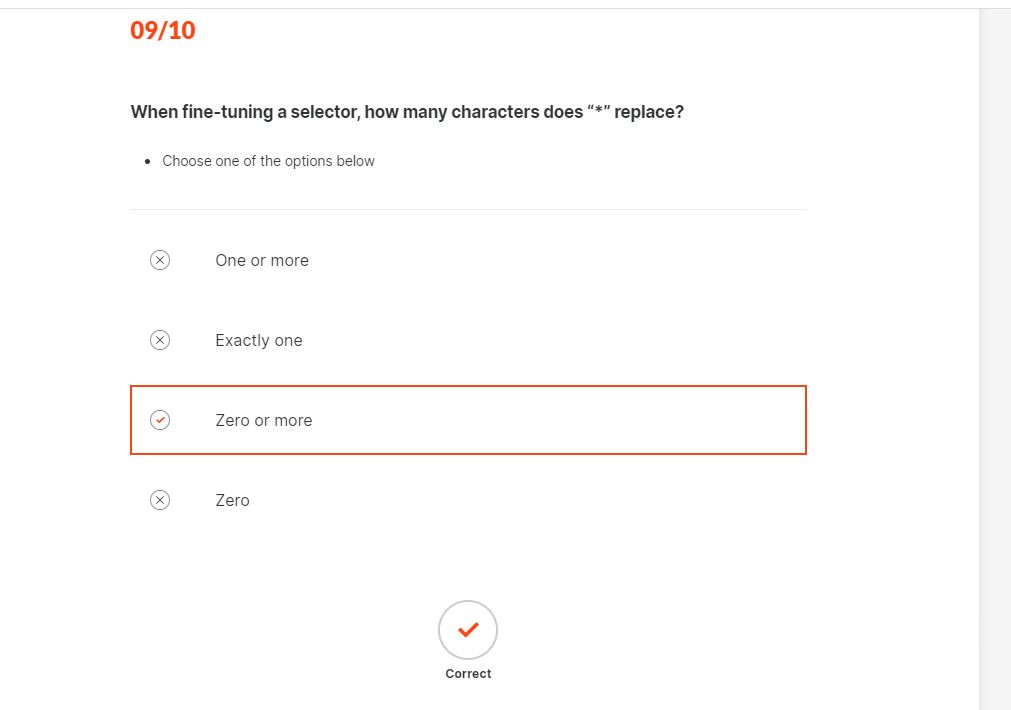 09/10
When fine-tuning a selector, how many characters does “*” replace?
Choose one of the options below
One or more
Exactly one
Zero or more
Zero
Correct